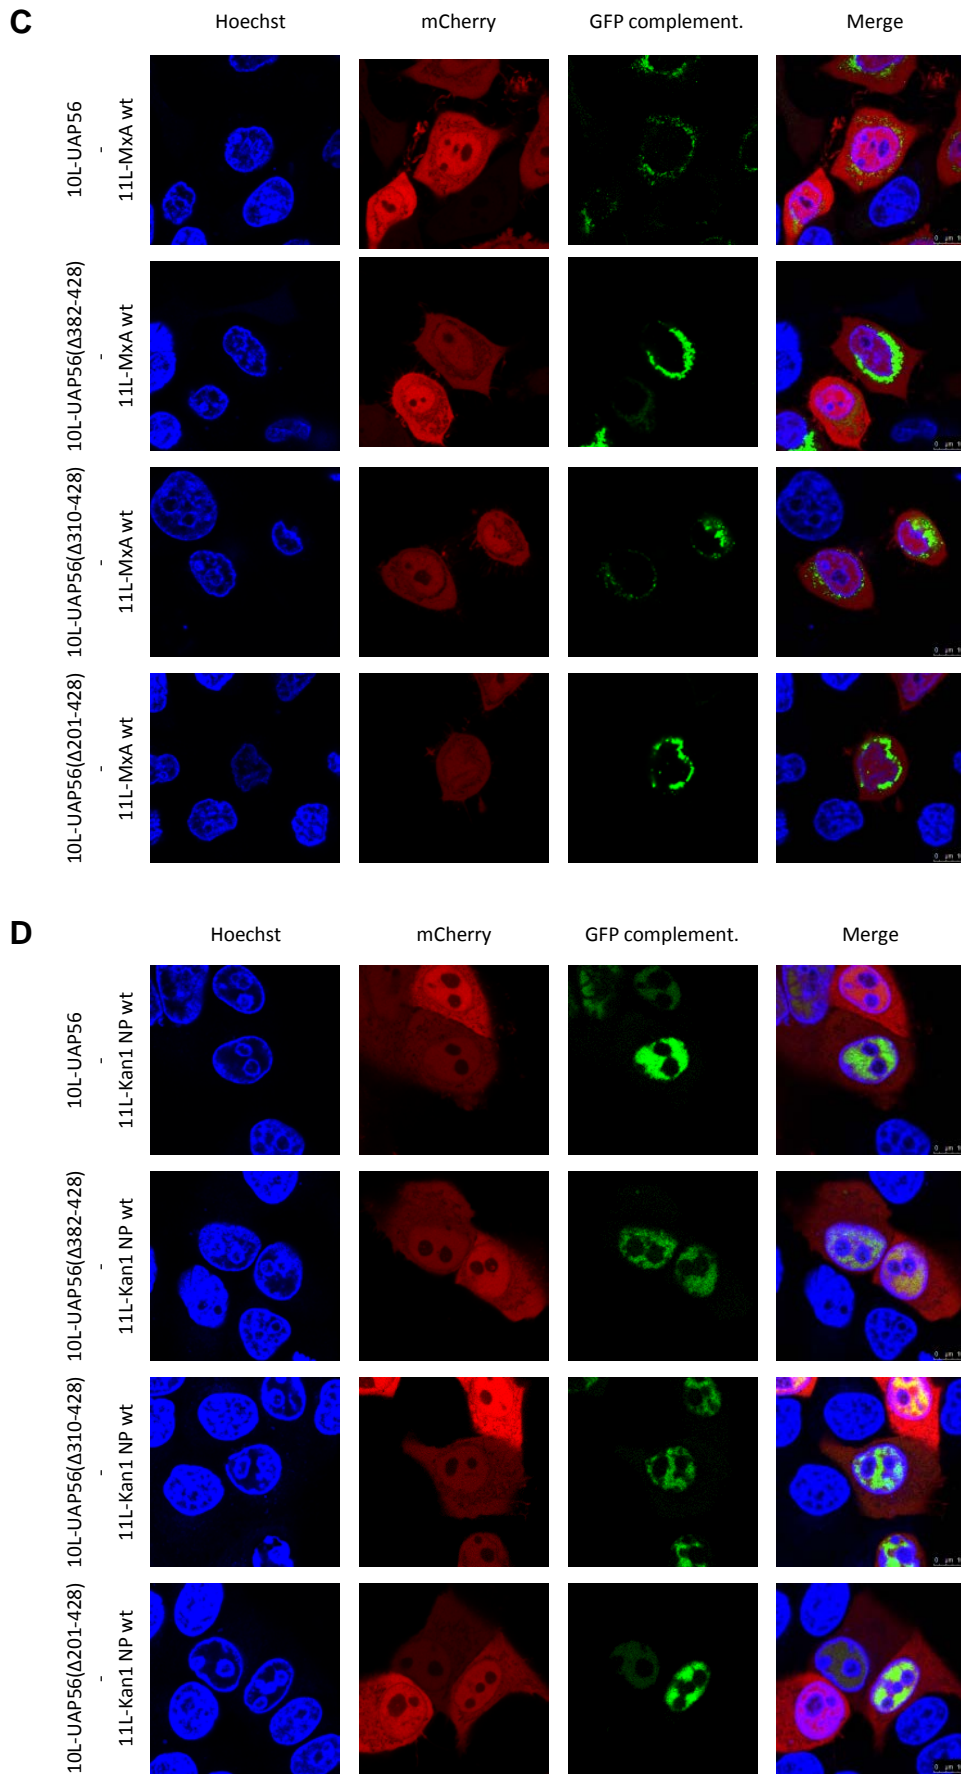 C
Hoechst mCherry GFP complement. Merge
10L-UAP56
-
11L-MxA wt
10L-UAP56(Δ382-428)
-
11L-MxA wt
10L-UAP56(Δ310-428)
-
11L-MxA wt
10L-UAP56(Δ201-428)
-
11L-MxA wt
D
Hoechst mCherry GFP complement. Merge
10L-UAP56
-
11L-Kan1 NP wt
10L-UAP56(Δ382-428)
-
11L-Kan1 NP wt
10L-UAP56(Δ310-428)
-
11L-Kan1 NP wt
10L-UAP56(Δ201-428)
-
11L-Kan1 NP wt